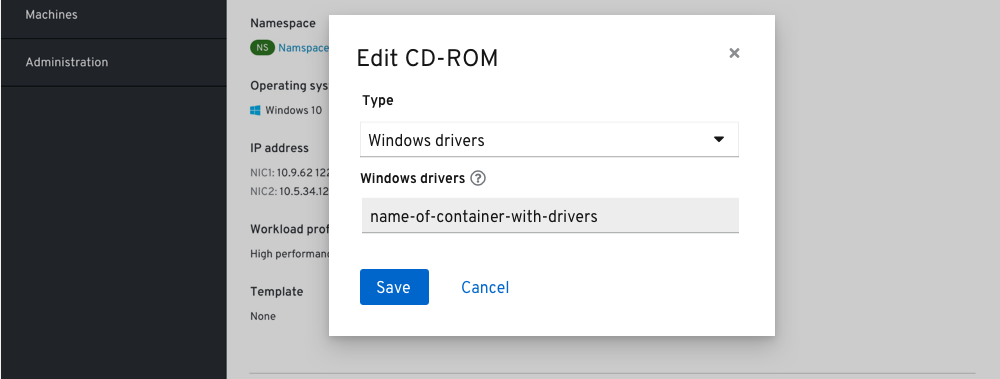 Machines
Administration
Namespace
NS Namspace
Operating sys
Windows 10
IP address
NIC1: 10.9.62 122
NIC2: 10.5.34.12
Workload prof
High performan
Template
None
Edit CD-ROM
×
Type
Windows drivers
Windows drivers ?
name-of-container-with-drivers
Save Cancel